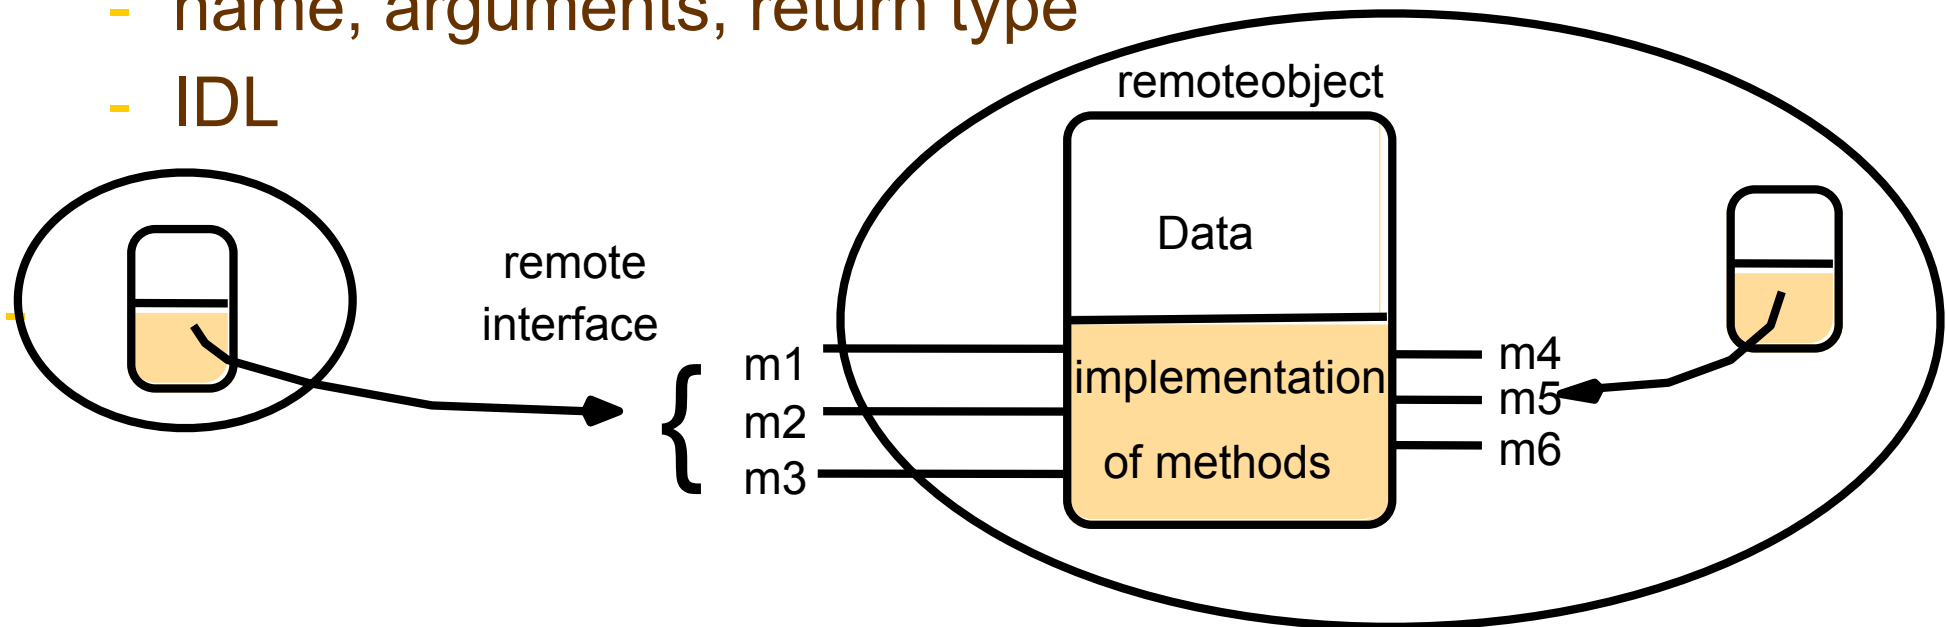 - name, arguments, return type
- IDL
remoteobject
Data
remote
interface
{
m1
m2
m3
implementation
of methods
m4
m5
m6
-